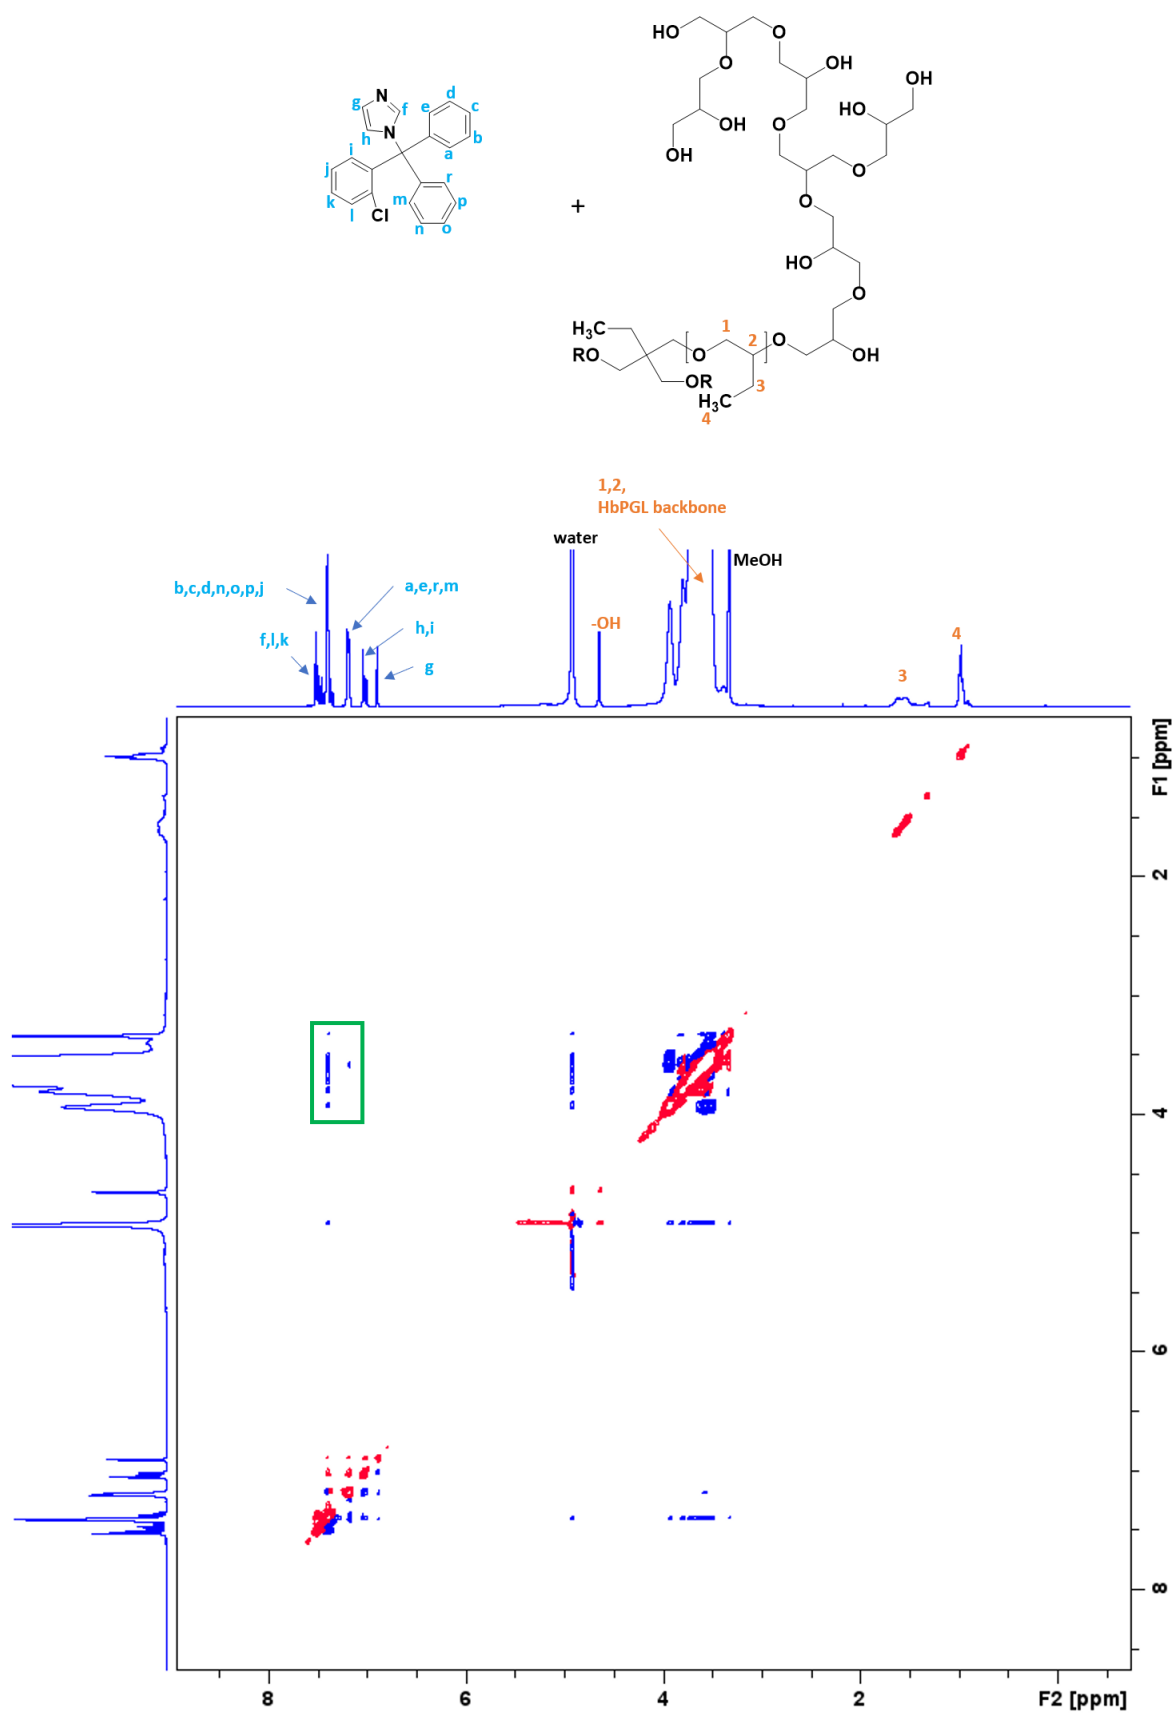 HO
O
O
OH
OH
HO
OH
OH
O
O
O
HO
O
H₃C
RO
OR
O
1
2
O
OH
3
H₃C
4
N
g
f
h
N
e
d
c
b
a
i
j
k
l
Cl
r
m
p
n
o
+
1,2,
HbPGL backbone
water
MeOH
b,c,d,n,o,p,j
a,e,r,m
f,l,k
h,i
g
-OH
3
4
F1 [ppm]
2
4
6
8
8
6
4
2
F2 [ppm]